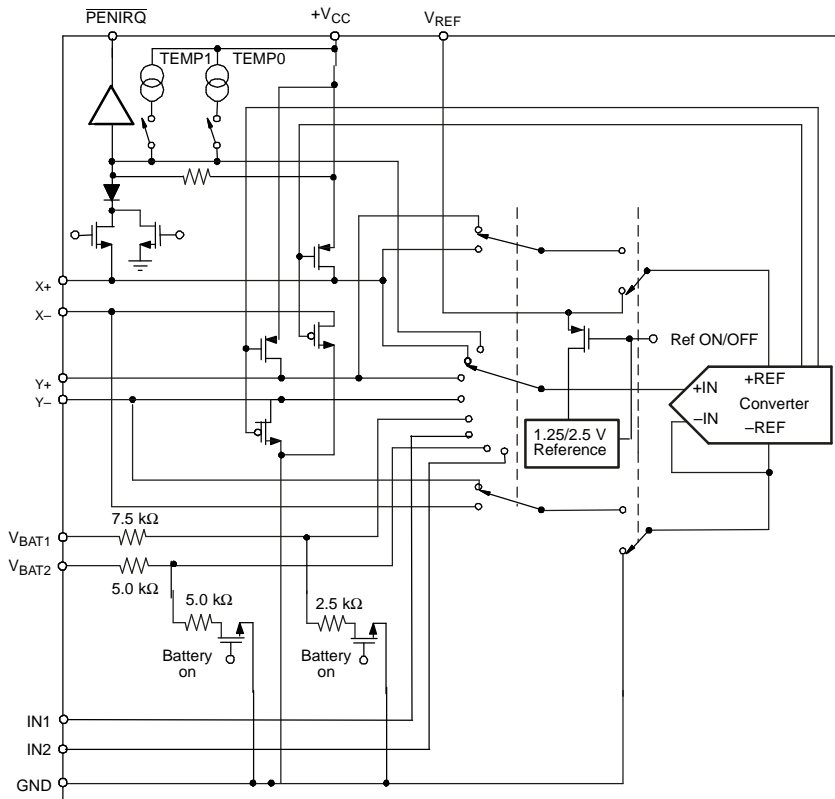 PENIRQ
+VCC
VREF
TEMP1
TEMP0
X+
X–
Ref ON/OFF
Y+
Y–
+IN
+REF
Converter
–IN
–REF
1.25/2.5 V
Reference
7.5 kΩ
VBAT1
VBAT2
5.0 kΩ
5.0 kΩ
2.5 kΩ
Battery
on
Battery
on
IN1
IN2
GND